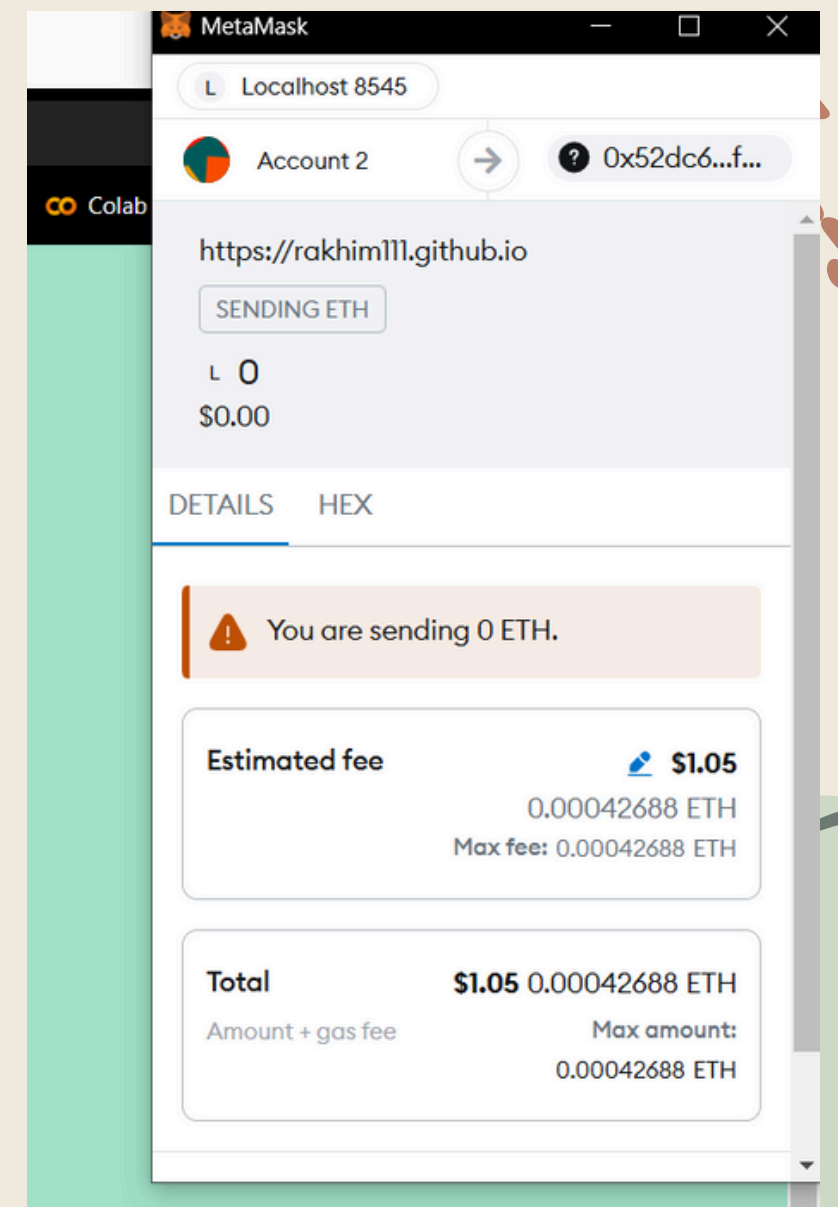 MetaMask
L Localhost 8545
Account 2
? 0x52dc6...f...
CO Colab
https://rakhim111.github.io
SENDING ETH
L 0
$0.00
DETAILS HEX
You are sending 0 ETH.
Estimated fee $1.05
0.00042688 ETH
Max fee: 0.00042688 ETH
Total $1.05 0.00042688 ETH
Amount + gas fee Max amount:
0.00042688 ETH